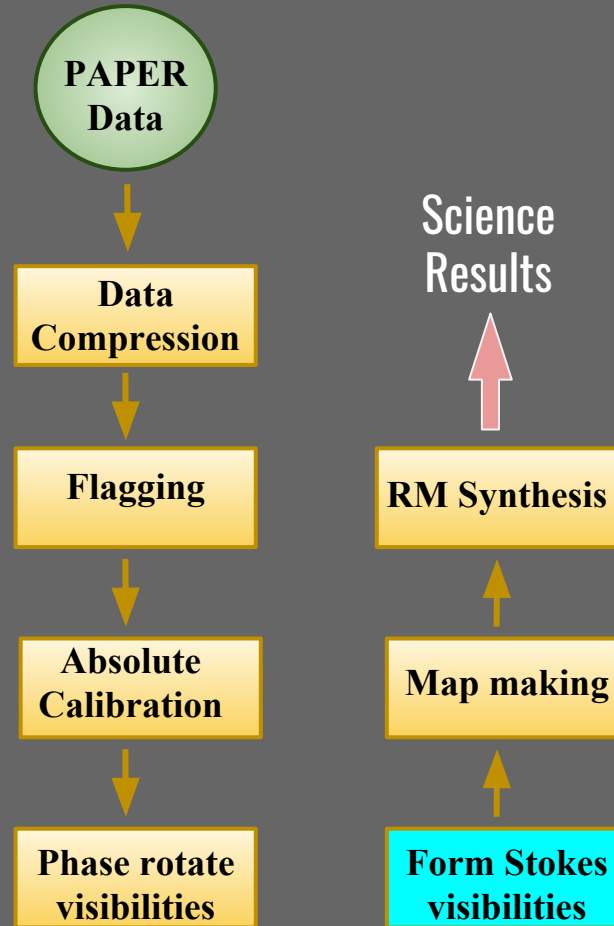 PAPER
Data
Data
Compression
Flagging
Absolute
Calibration
Phase rotate
visibilities
Form Stokes
visibilities
Map making
RM Synthesis
Science
Results